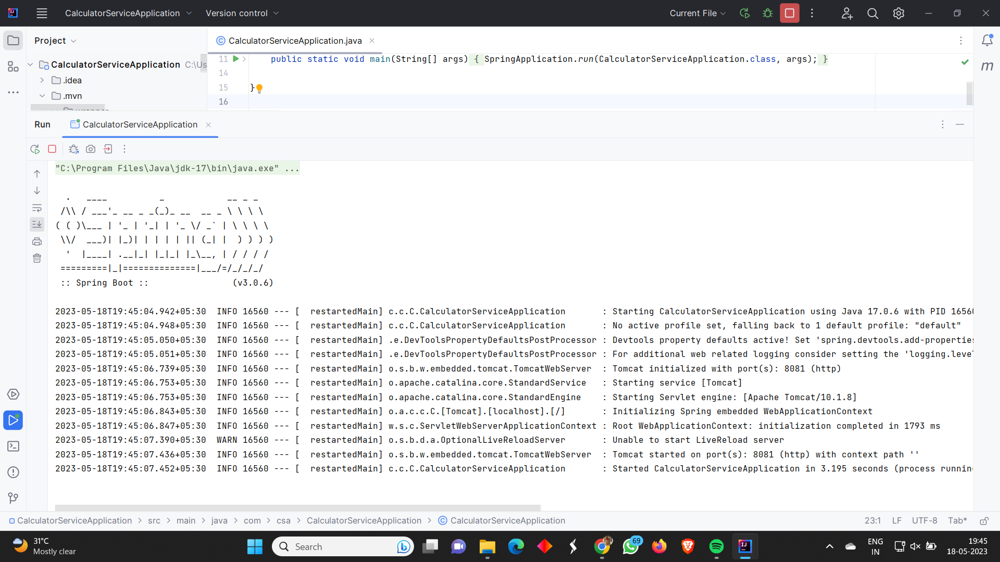 CalculatorServiceApplication
Version control
Current File
Project
CalculatorServiceApplication.java
CalculatorServiceApplication C:\Us
.idea
.mvn
11 public static void main(String[] args) { SpringApplication.run(CalculatorServiceApplication.class, args); }
14
15 }
16
Run
CalculatorServiceApplication
"C:\Program Files\Java\jdk-17\bin\java.exe" ...
  .   ____          _            __ _ _
 /\\ / ___'_ __ _ _(_)_ __  __ _ \ \ \ \
( ( )\___ | '_ | '_| | '_ \/ _` | \ \ \ \
 \\/  ___)| |_)| | | | | || (_| |  ) ) ) )
  '  |____| .__|_| |_|_| |_\__, | / / / /
 =========|_|==============|___/=/_/_/_/
 :: Spring Boot ::                (v3.0.6)
2023-05-18T19:45:04.942+05:30  INFO 16560 --- [  restartedMain] c.c.C.CalculatorServiceApplication       : Starting CalculatorServiceApplication using Java 17.0.6 with PID 16560
2023-05-18T19:45:04.948+05:30  INFO 16560 --- [  restartedMain] c.c.C.CalculatorServiceApplication       : No active profile set, falling back to 1 default profile: "default"
2023-05-18T19:45:05.050+05:30  INFO 16560 --- [  restartedMain] .e.DevToolsPropertyDefaultsPostProcessor : Devtools property defaults active! Set 'spring.devtools.add-properties
2023-05-18T19:45:05.051+05:30  INFO 16560 --- [  restartedMain] .e.DevToolsPropertyDefaultsPostProcessor : For additional web related logging consider setting the 'logging.level
2023-05-18T19:45:06.739+05:30  INFO 16560 --- [  restartedMain] o.s.b.w.embedded.tomcat.TomcatWebServer  : Tomcat initialized with port(s): 8081 (http)
2023-05-18T19:45:06.753+05:30  INFO 16560 --- [  restartedMain] o.apache.catalina.core.StandardService   : Starting service [Tomcat]
2023-05-18T19:45:06.753+05:30  INFO 16560 --- [  restartedMain] o.apache.catalina.core.StandardEngine    : Starting Servlet engine: [Apache Tomcat/10.1.8]
2023-05-18T19:45:06.843+05:30  INFO 16560 --- [  restartedMain] o.a.c.c.C.[Tomcat].[localhost].[/]       : Initializing Spring embedded WebApplicationContext
2023-05-18T19:45:06.847+05:30  INFO 16560 --- [  restartedMain] w.s.c.ServletWebServerApplicationContext : Root WebApplicationContext: initialization completed in 1793 ms
2023-05-18T19:45:07.390+05:30  WARN 16560 --- [  restartedMain] o.s.b.d.a.OptionalLiveReloadServer       : Unable to start LiveReload server
2023-05-18T19:45:07.436+05:30  INFO 16560 --- [  restartedMain] o.s.b.w.embedded.tomcat.TomcatWebServer  : Tomcat started on port(s): 8081 (http) with context path ''
2023-05-18T19:45:07.452+05:30  INFO 16560 --- [  restartedMain] c.c.C.CalculatorServiceApplication       : Started CalculatorServiceApplication in 3.195 seconds (process running
CalculatorServiceApplication > src > main > java > com > csa > CalculatorServiceApplication > CalculatorServiceApplication
23:1 LF UTF-8 Tab*
31°C
Mostly clear
Search
69
ENG
IN
19:45
18-05-2023